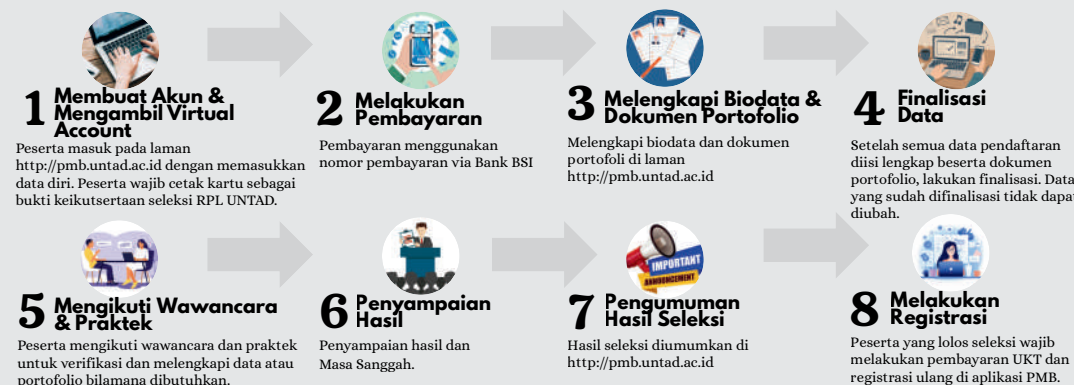 1 Membuat Akun &
Mengambil Virtual
Account
Peserta masuk pada laman
http://pmb.untad.ac.id dengan memasukkan
data diri. Peserta wajib cetak kartu sebagai
bukti keikutsertaan seleksi RPL UNTAD.
2 Melakukan
Pembayaran
Pembayaran menggunakan
nomor pembayaran via Bank BSI
3 Melengkapi Biodata &
Dokumen Portofolio
Melengkapi biodata dan dokumen
portofoli di laman
http://pmb.untad.ac.id
4 Finalisasi
Data
Setelah semua data pendaftaran
diisi lengkap beserta dokumen
portofolio, lakukan finalisasi. Data
yang sudah difinalisasi tidak dapat
diubah.
5 Mengikuti Wawancara
& Praktek
Peserta mengikuti wawancara dan praktek
untuk verifikasi dan melengkapi data atau
portofolio bilamana dibutuhkan.
6 Penyampaian
Hasil
Penyampaian hasil dan
Masa Sanggah.
IMPORTANT
ANNOUNCEMENT
7 Pengumuman
Hasil Seleksi
Hasil seleksi diumumkan di
http://pmb.untad.ac.id
8 Melakukan
Registrasi
Peserta yang lolos seleksi wajib
melakukan pembayaran UKT dan
registrasi ulang di aplikasi PMB.